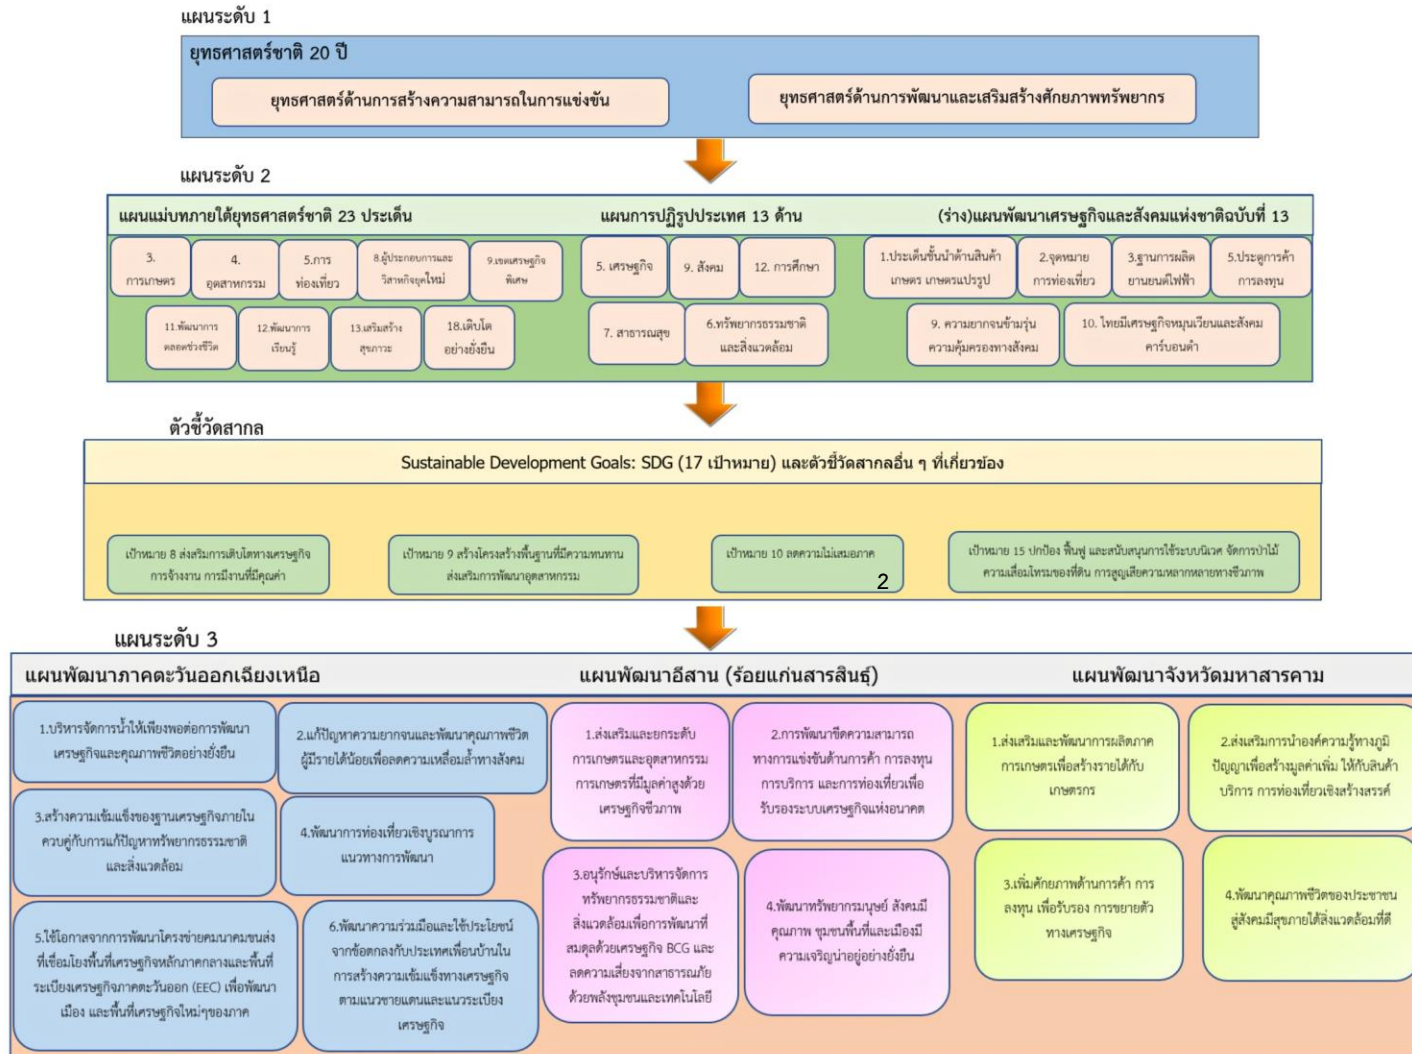 แผนระดับ 1
ยุทธศาสตร์ชาติ 20 ปี
ยุทธศาสตร์ด้านการสร้างความสามารถในการแข่งขัน
ยุทธศาสตร์ด้านการพัฒนาและเสริมสร้างศักยภาพทรัพยากร
แผนระดับ 2
แผนแม่บทภายใต้ยุทธศาสตร์ชาติ 23 ประเด็น
3.
การเกษตร
4.
อุตสาหกรรม
5.การ
ท่องเที่ยว
8.ผู้ประกอบการและ
วิสาหกิจยุคใหม่
9.เขตเศรษฐกิจ
พิเศษ
11.พัฒนาการ
ตลอดช่วงชีวิต
12.พัฒนาการ
เรียนรู้
13.เสริมสร้าง
สุขภาวะ
18.เติบโต
อย่างยั่งยืน
แผนการปฏิรูปประเทศ 13 ด้าน
5. เศรษฐกิจ
9. สังคม
12. การศึกษา
7. สาธารณสุข
6.ทรัพยากรธรรมชาติ
และสิ่งแวดล้อม
(ร่าง)แผนพัฒนาเศรษฐกิจและสังคมแห่งชาติฉบับที่ 13
1.ประเด็นชั้นนำด้านสินค้า
เกษตร เกษตรแปรรูป
2.จุดหมาย
การท่องเที่ยว
3.ฐานการผลิต
ยานยนต์ไฟฟ้า
5.ประตูการค้า
การลงทุน
9. ความยากจนข้ามรุ่น
ความคุ้มครองทางสังคม
10. ไทยมีเศรษฐกิจหมุนเวียนและสังคม
คาร์บอนต่ำ
ตัวชี้วัดสากล
Sustainable Development Goals: SDG (17 เป้าหมาย) และตัวชี้วัดสากลอื่น ๆ ที่เกี่ยวข้อง
เป้าหมาย 8 ส่งเสริมการเติบโตทางเศรษฐกิจ
การจ้างงาน การมีงานที่มีคุณค่า
เป้าหมาย 9 สร้างโครงสร้างพื้นฐานที่มีความทนทาน
ส่งเสริมการพัฒนาอุตสาหกรรม
เป้าหมาย 10 ลดความไม่เสมอภาค
2
เป้าหมาย 15 ปกป้อง ฟื้นฟู และสนับสนุนการใช้ระบบนิเวศ จัดการป่าไม้
ความเสื่อมโทรมของที่ดิน การสูญเสียความหลากหลายทางชีวภาพ
แผนระดับ 3
แผนพัฒนาภาคตะวันออกเฉียงเหนือ
1.บริหารจัดการน้ำให้เพียงพอต่อการพัฒนา
เศรษฐกิจและคุณภาพชีวิตอย่างยั่งยืน
2.แก้ปัญหาความยากจนและพัฒนาคุณภาพชีวิต
ผู้มีรายได้น้อยเพื่อลดความเหลื่อมล้ำทางสังคม
3.สร้างความเข้มแข็งของฐานเศรษฐกิจภายใน
ควบคู่กับการแก้ปัญหาทรัพยากรธรรมชาติ
และสิ่งแวดล้อม
4.พัฒนาการท่องเที่ยวเชิงบูรณาการ
แนวทางการพัฒนา
5.ใช้โอกาสจากการพัฒนาโครงข่ายคมนาคมขนส่ง
ที่เชื่อมโยงพื้นที่เศรษฐกิจหลักภาคกลางและพื้นที่
ระเบียงเศรษฐกิจภาคตะวันออก (EEC) เพื่อพัฒนา
เมือง และพื้นที่เศรษฐกิจใหม่ๆของภาค
6.พัฒนาความร่วมมือและใช้ประโยชน์
จากข้อตกลงกับประเทศเพื่อนบ้านใน
การสร้างความเข้มแข็งทางเศรษฐกิจ
ตามแนวชายแดนและแนวระเบียง
เศรษฐกิจ
แผนพัฒนาอีสาน (ร้อยแก่นสารสินธุ์)
1.ส่งเสริมและยกระดับ
การเกษตรและอุตสาหกรรม
การเกษตรที่มีมูลค่าสูงด้วย
เศรษฐกิจชีวภาพ
2.การพัฒนาขีดความสามารถ
ทางการแข่งขันด้านการค้า การลงทุน
การบริการ และการท่องเที่ยวเพื่อ
รับรองระบบเศรษฐกิจแห่งอนาคต
3.อนุรักษ์และบริหารจัดการ
ทรัพยากรธรรมชาติและ
สิ่งแวดล้อมเพื่อการพัฒนาที่
สมดุลด้วยเศรษฐกิจ BCG และ
ลดความเสี่ยงจากสาธารณภัย
ด้วยพลังชุมชนและเทคโนโลยี
4.พัฒนาทรัพยากรมนุษย์ สังคมมี
คุณภาพ ชุมชนพื้นที่และเมืองมี
ความเจริญน่าอยู่อย่างยั่งยืน
แผนพัฒนาจังหวัดมหาสารคาม
1.ส่งเสริมและพัฒนาการผลิตภาค
การเกษตรเพื่อสร้างรายได้กับ
เกษตรกร
2.ส่งเสริมการนำองค์ความรู้ทางภูมิ
ปัญญาเพื่อสร้างมูลค่าเพิ่ม ให้กับสินค้า
บริการ การท่องเที่ยวเชิงสร้างสรรค์
3.เพิ่มศักยภาพด้านการค้า การ
ลงทุน เพื่อรับรอง การขยายตัว
ทางเศรษฐกิจ
4.พัฒนาคุณภาพชีวิตของประชาชน
สู่สังคมมีสุขภายใต้สิ่งแวดล้อมที่ดี